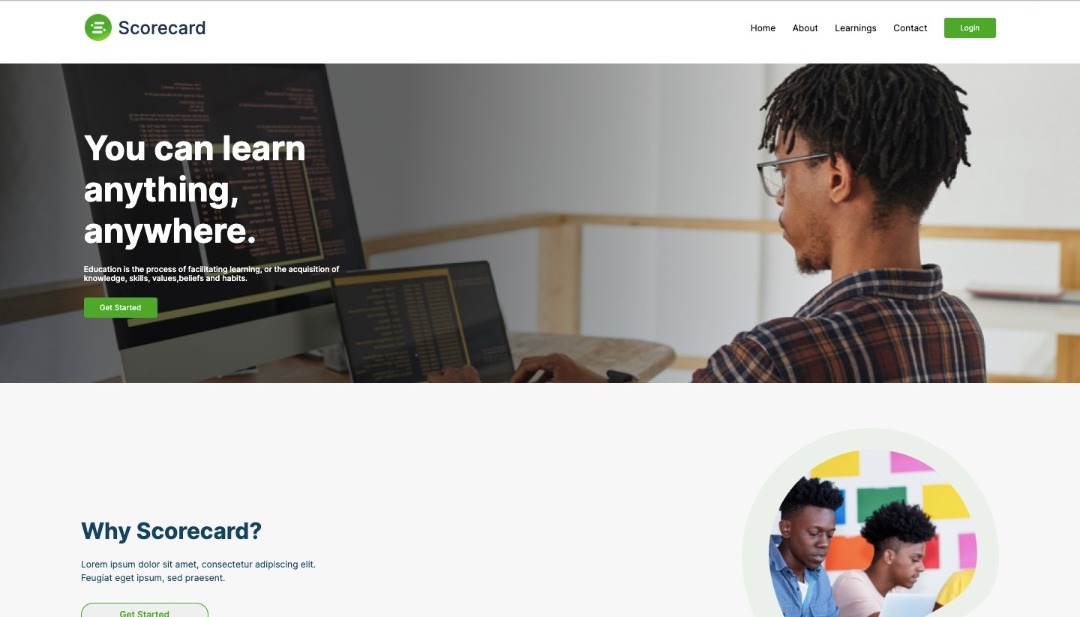 Scorecard
Home About Learnings Contact Login
You can learn
anything,
anywhere.
Education is the process of facilitating learning, or the acquisition of
knowledge, skills, values,beliefs and habits.
Get Started
Why Scorecard?
Lorem ipsum dolor sit amet, consectetur adipiscing elit.
Feugiat eget ipsum, sed praesent.
Get Started